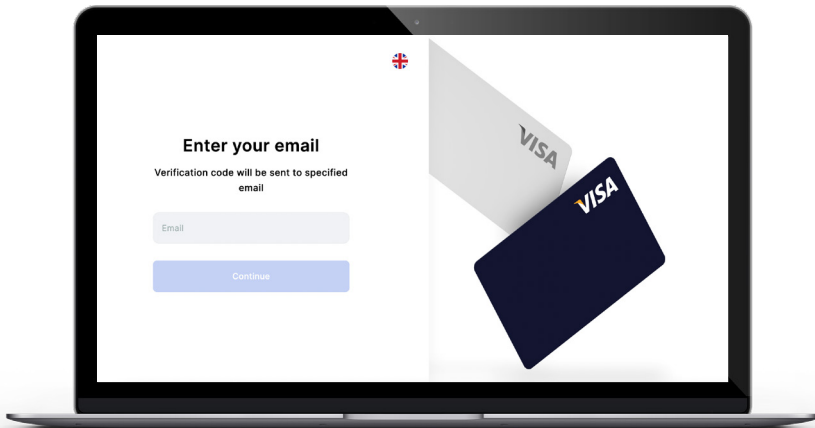 Enter your email
Verification code will be sent to specified
email
Email
Continue
VISA
VISA